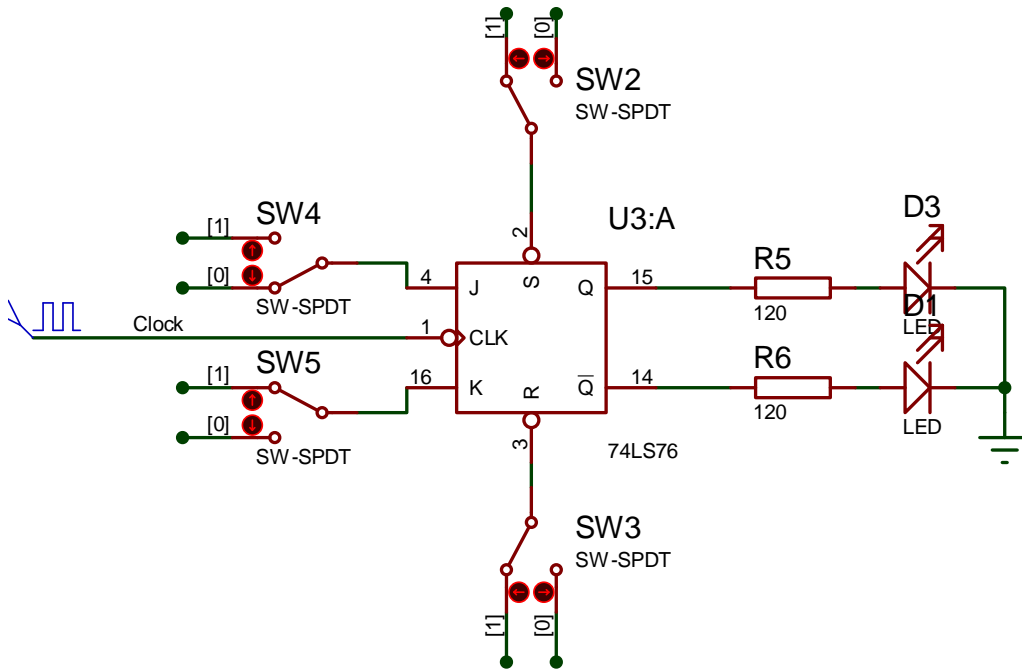 [1]
[0]
SW2
SW-SPDT
SW4
[1]
[0]
SW-SPDT
U3:A
2
S
4
J
Q
15
R5
120
D3
LED
Clock
1
CLK
SW5
[1]
[0]
SW-SPDT
16
K
R
Q
14
R6
120
D1
LED
3
74LS76
SW3
SW-SPDT
[1]
[0]